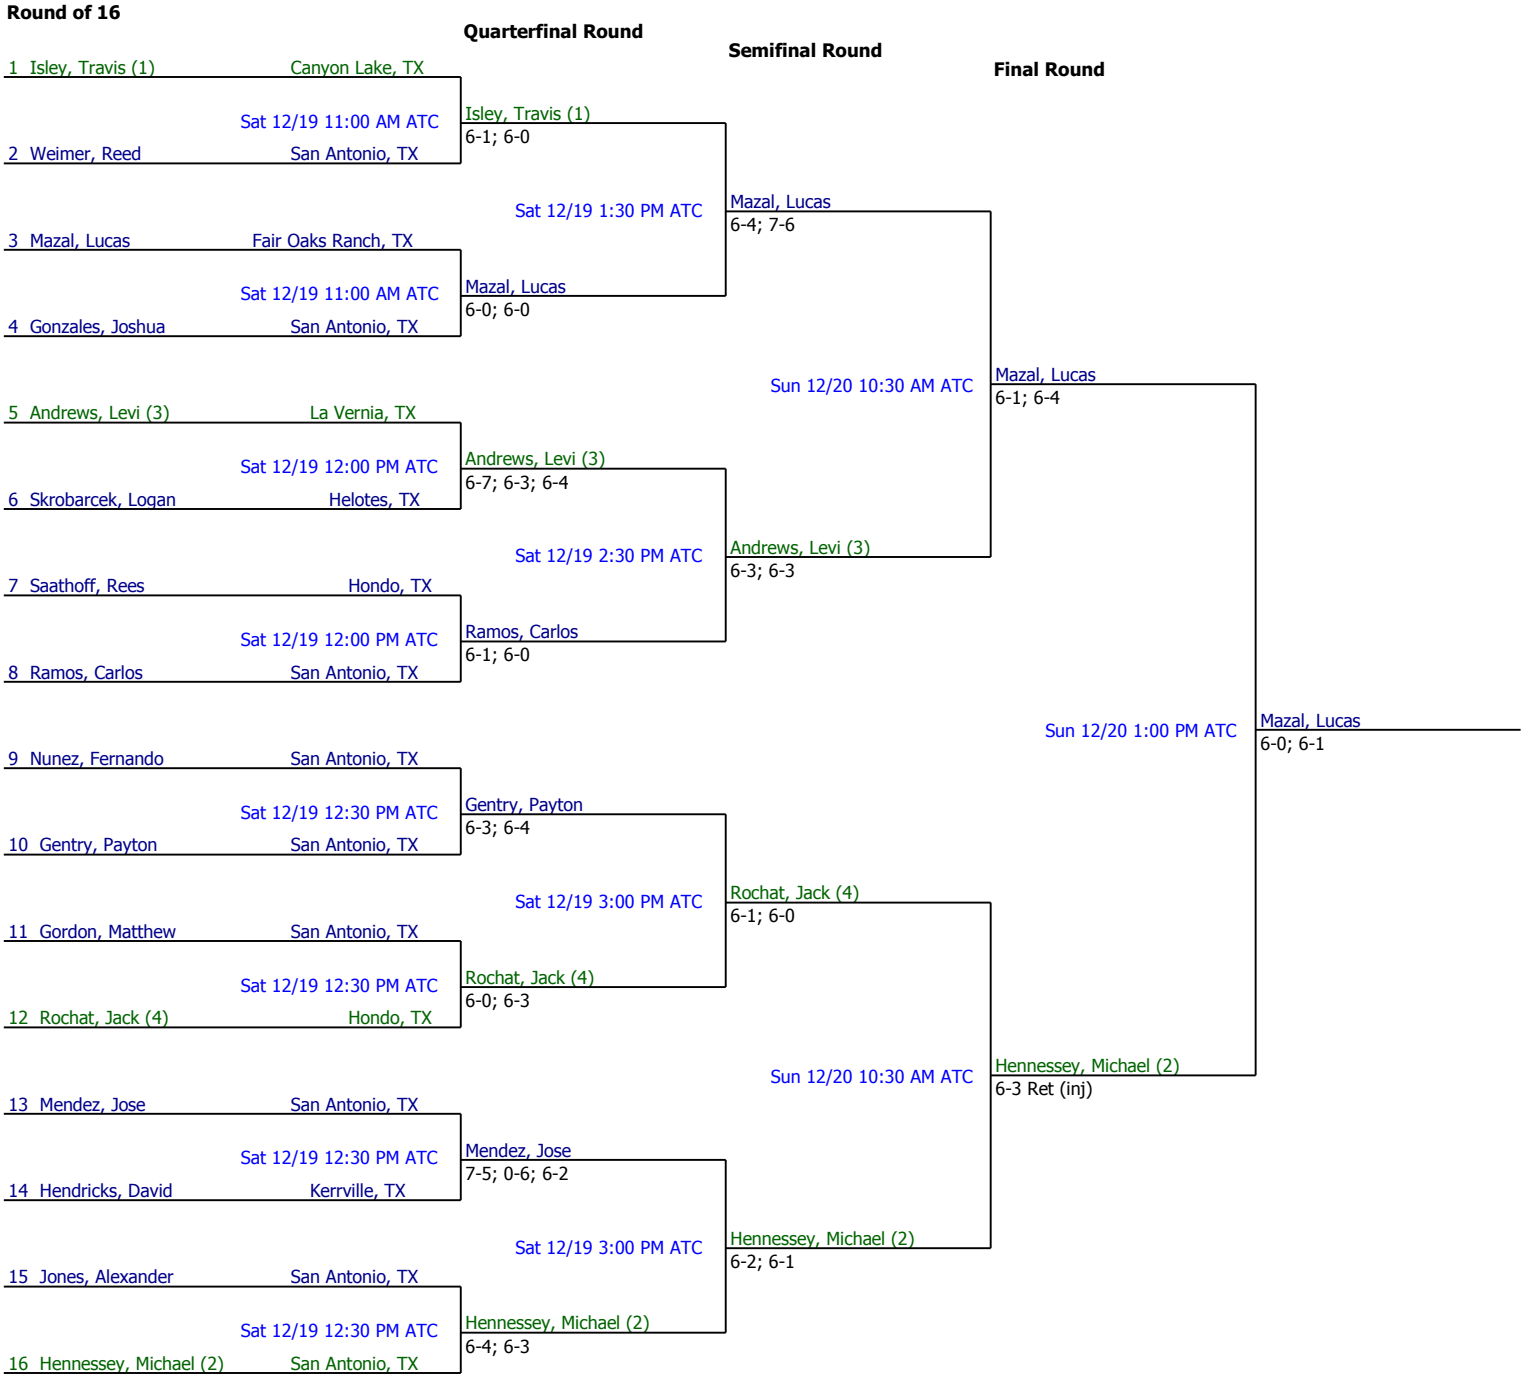 Round of 16
Quarterfinal Round
Semifinal Round
Final Round
1 Isley, Travis (1) Canyon Lake, TX
Sat 12/19 11:00 AM ATC
2 Weimer, Reed San Antonio, TX
Isley, Travis (1)
6-1; 6-0
Sat 12/19 1:30 PM ATC
3 Mazal, Lucas Fair Oaks Ranch, TX
Sat 12/19 11:00 AM ATC
4 Gonzales, Joshua San Antonio, TX
Mazal, Lucas
6-0; 6-0
Mazal, Lucas
6-4; 7-6
Sun 12/20 10:30 AM ATC
5 Andrews, Levi (3) La Vernia, TX
Sat 12/19 12:00 PM ATC
6 Skrobarcek, Logan Helotes, TX
Andrews, Levi (3)
6-7; 6-3; 6-4
Sat 12/19 2:30 PM ATC
7 Saathoff, Rees Hondo, TX
Sat 12/19 12:00 PM ATC
8 Ramos, Carlos San Antonio, TX
Ramos, Carlos
6-1; 6-0
Andrews, Levi (3)
6-3; 6-3
Mazal, Lucas
6-1; 6-4
Sun 12/20 1:00 PM ATC
Mazal, Lucas
6-0; 6-1
9 Nunez, Fernando San Antonio, TX
Sat 12/19 12:30 PM ATC
10 Gentry, Payton San Antonio, TX
Gentry, Payton
6-3; 6-4
Sat 12/19 3:00 PM ATC
11 Gordon, Matthew San Antonio, TX
Sat 12/19 12:30 PM ATC
12 Rochat, Jack (4) Hondo, TX
Rochat, Jack (4)
6-0; 6-3
Rochat, Jack (4)
6-1; 6-0
Sun 12/20 10:30 AM ATC
Hennessey, Michael (2)
6-3 Ret (inj)
13 Mendez, Jose San Antonio, TX
Sat 12/19 12:30 PM ATC
14 Hendricks, David Kerrville, TX
Mendez, Jose
7-5; 0-6; 6-2
Sat 12/19 3:00 PM ATC
Hennessey, Michael (2)
6-2; 6-1
15 Jones, Alexander San Antonio, TX
Sat 12/19 12:30 PM ATC
16 Hennessey, Michael (2) San Antonio, TX
Hennessey, Michael (2)
6-4; 6-3